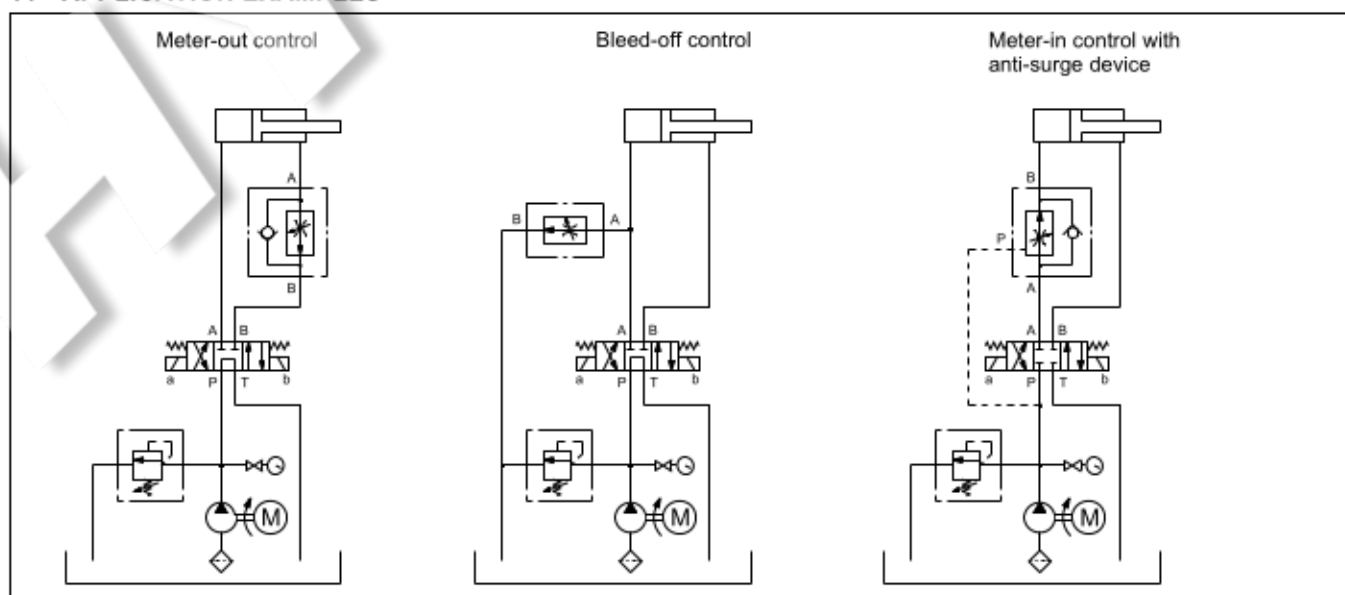 Meter-out control
Bleed-off control
Meter-in control with
anti-surge device
A
B
A B
a P T b
M
B A
A B
a P T b
M
B
P
A
A B
a P T b
M